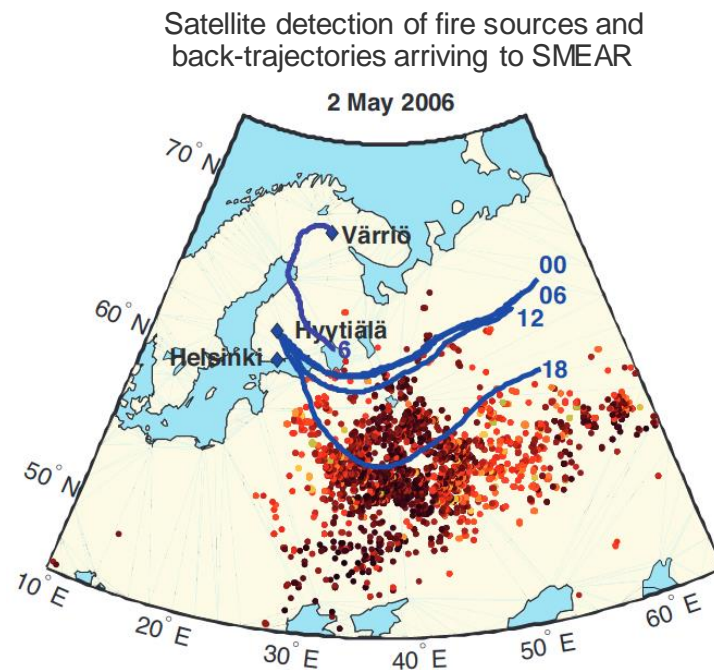 Satellite detection of fire sources and
back-trajectories arriving to SMEAR
2 May 2006
70°N
Värriö
00
06
12
60°N
Hyytiälä
6
Helsinki
18
50°N
10°E
20°E
30°E
40°E
50°E
60°E